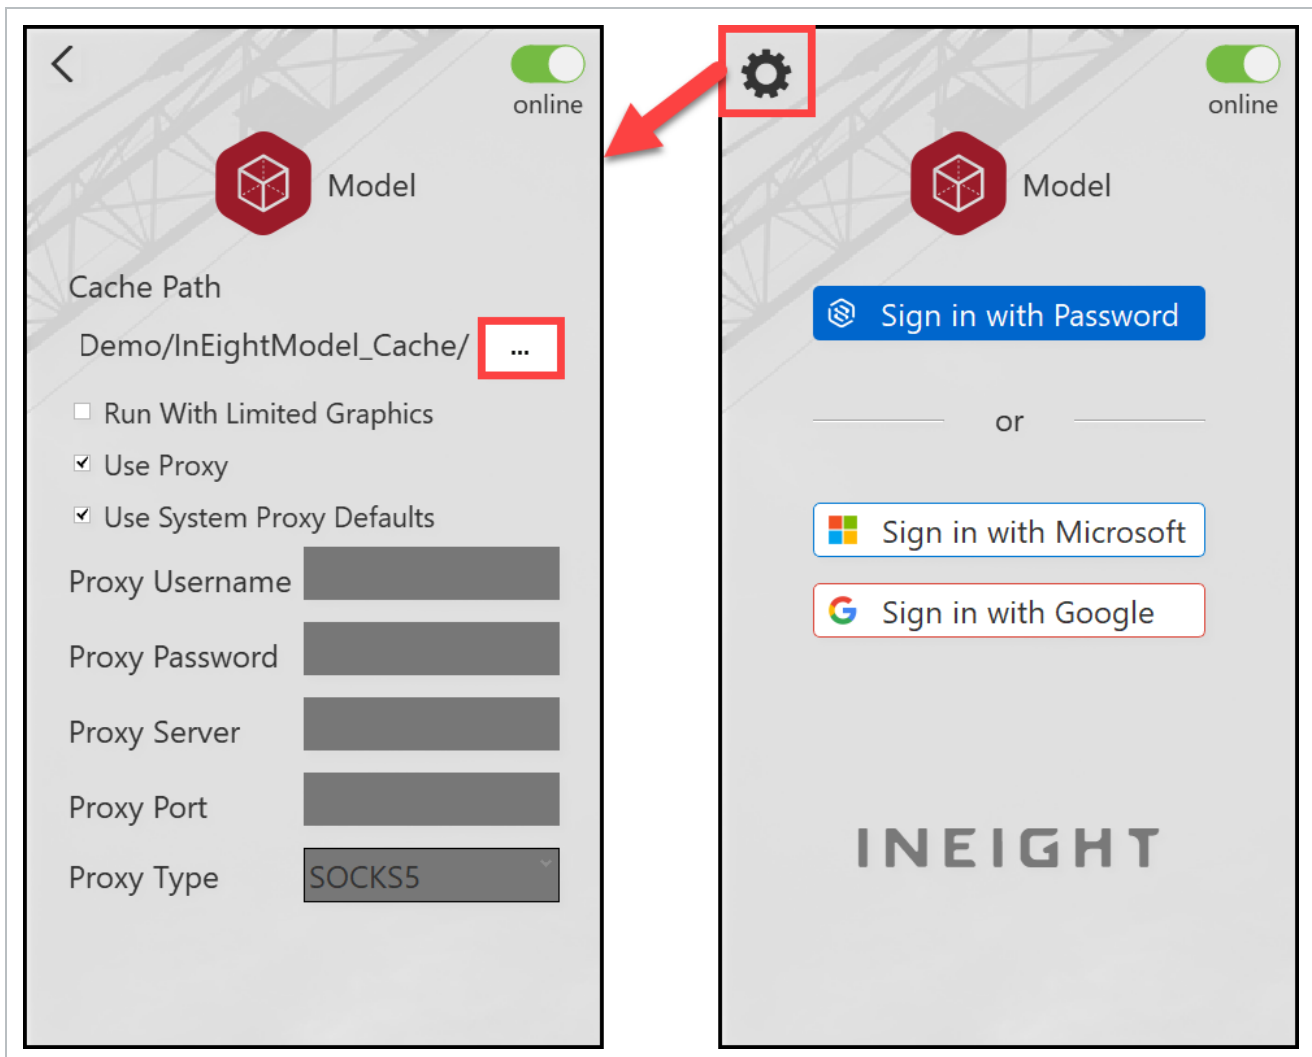 online
Model
Cache Path
Demo/InEightModel_Cache/ ...
Run With Limited Graphics
Use Proxy
Use System Proxy Defaults
Proxy Username
Proxy Password
Proxy Server
Proxy Port
Proxy Type SOCKS5
online
Model
Sign in with Password
or
Sign in with Microsoft
Sign in with Google
INEIGHT